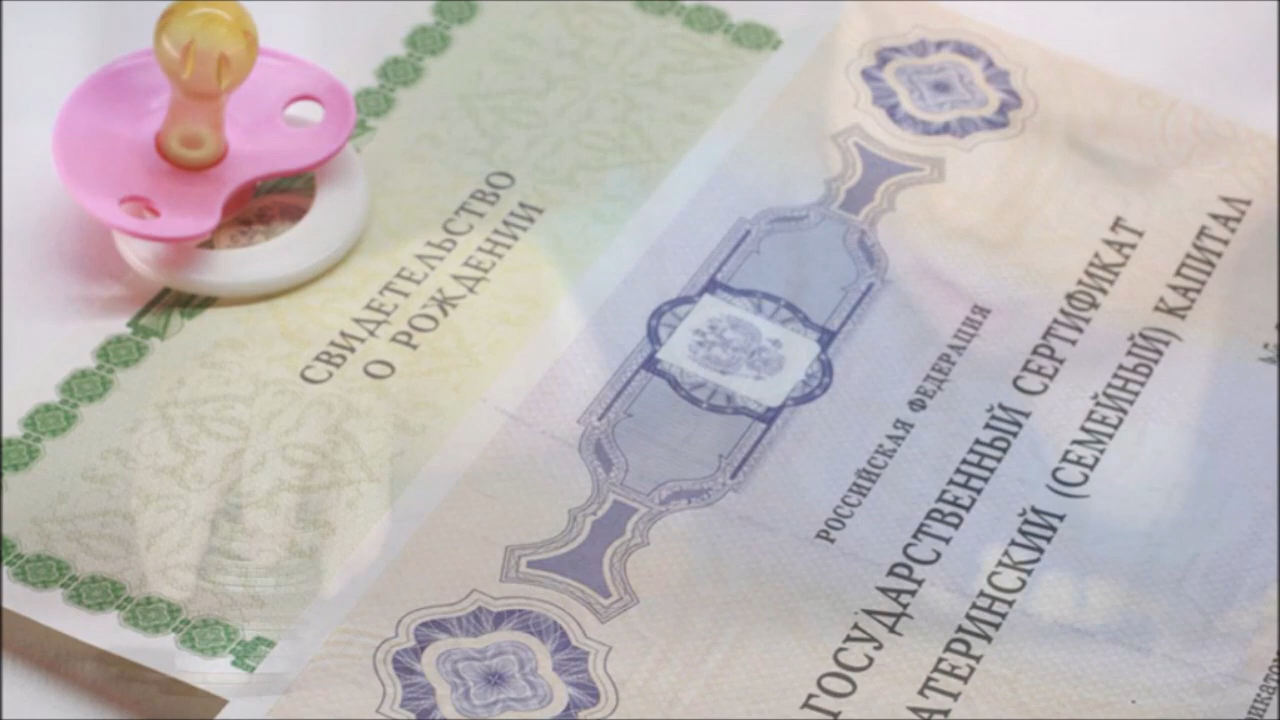 СВИДЕТЕЛЬСТВО
О РОЖДЕНИИ
РОССИЙСКАЯ ФЕДЕРАЦИЯ
ГОСУДАРСТВЕННЫЙ СЕРТИФИКАТ
АТЕРИНСКИЙ (СЕМЕЙНЫЙ) КАПИТАЛ